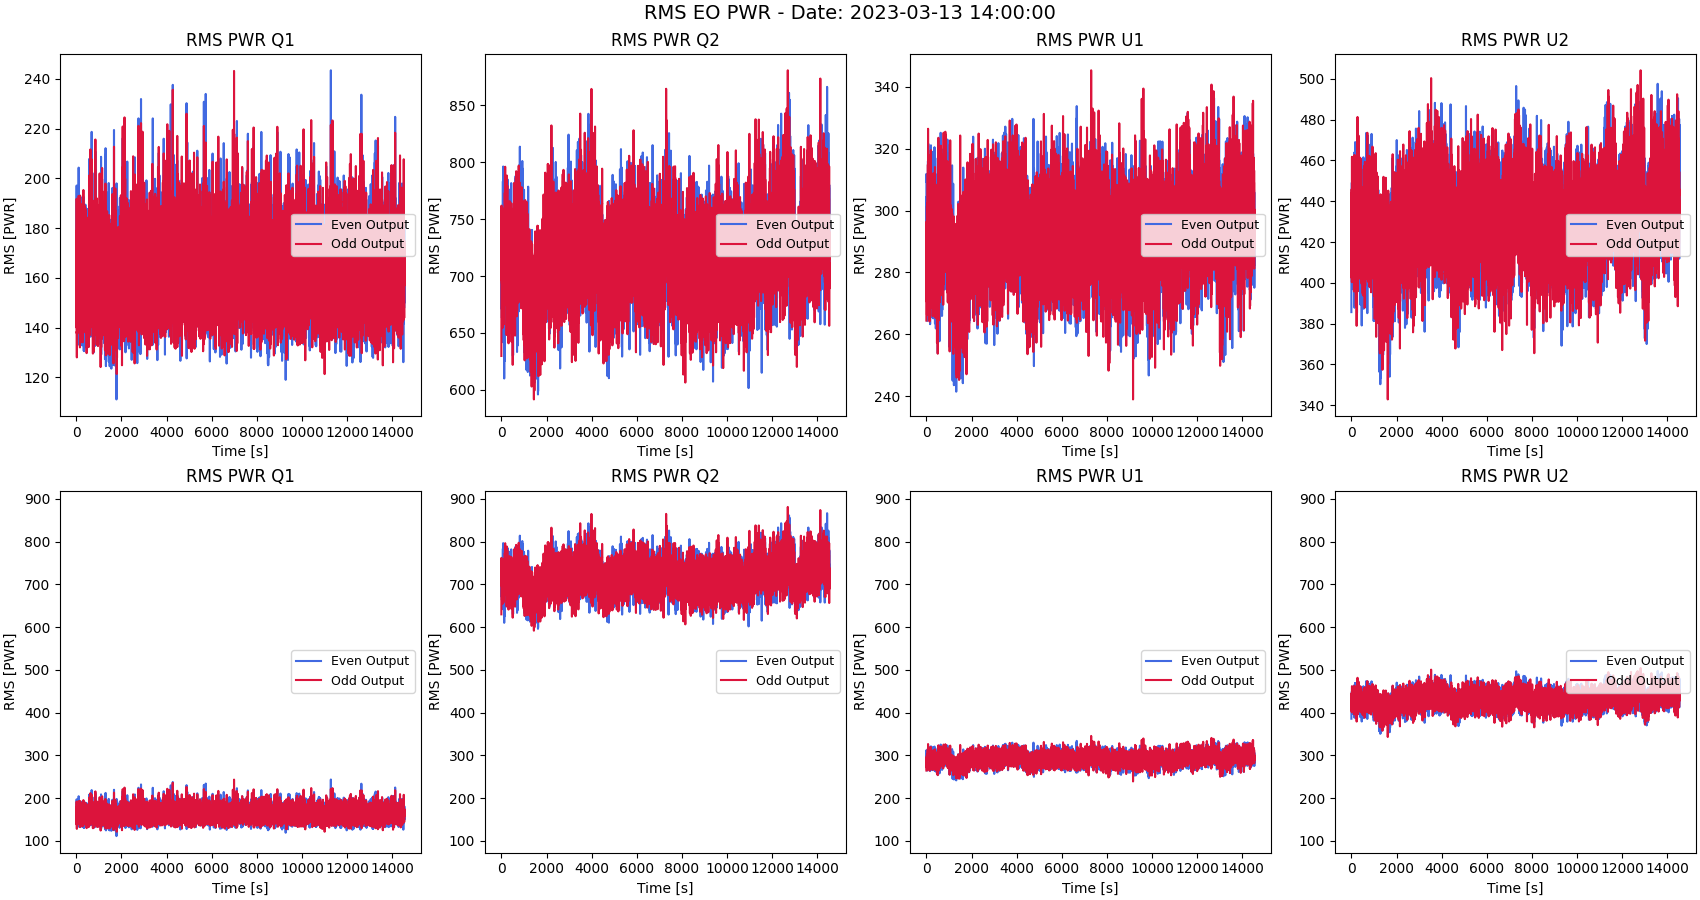 RMS EO PWR - Date: 2023-03-13 14:00:00
RMS PWR Q1
RMS [PWR]
240
220
200
180
160
140
120
0 2000 4000 6000 8000 10000 12000 14000
Time [s]
Even Output
Odd Output
RMS PWR Q2
RMS [PWR]
850
800
750
700
650
600
0 2000 4000 6000 8000 10000 12000 14000
Time [s]
Even Output
Odd Output
RMS PWR U1
RMS [PWR]
340
320
300
280
260
240
0 2000 4000 6000 8000 10000 12000 14000
Time [s]
Even Output
Odd Output
RMS PWR U2
RMS [PWR]
500
480
460
440
420
400
380
360
340
0 2000 4000 6000 8000 10000 12000 14000
Time [s]
Even Output
Odd Output
RMS PWR Q1
RMS [PWR]
900
800
700
600
500
400
300
200
100
0 2000 4000 6000 8000 10000 12000 14000
Time [s]
Even Output
Odd Output
RMS PWR Q2
RMS [PWR]
900
800
700
600
500
400
300
200
100
0 2000 4000 6000 8000 10000 12000 14000
Time [s]
Even Output
Odd Output
RMS PWR U1
RMS [PWR]
900
800
700
600
500
400
300
200
100
0 2000 4000 6000 8000 10000 12000 14000
Time [s]
Even Output
Odd Output
RMS PWR U2
RMS [PWR]
900
800
700
600
500
400
300
200
100
0 2000 4000 6000 8000 10000 12000 14000
Time [s]
Even Output
Odd Output